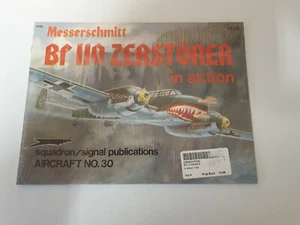 Messerschmitt
Bf 110 ZERSTÖRER
in action
squadron/signal publications
AIRCRAFT NO. 30